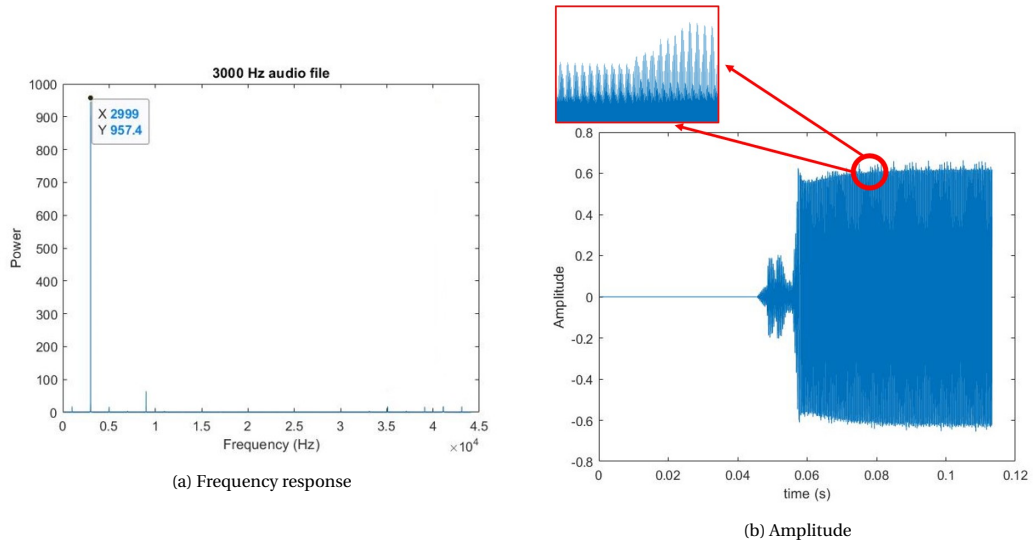 3000 Hz audio file
X 2999
Y 957.4
1000
900
800
700
600
500
400
300
200
100
0
Power
0 0.5 1 1.5 2 2.5 3 3.5 4 4.5
×10⁴
Frequency (Hz)
(a) Frequency response
0.8
0.6
0.4
0.2
0
-0.2
-0.4
-0.6
-0.8
Amplitude
0 0.02 0.04 0.06 0.08 0.1 0.12
time (s)
(b) Amplitude